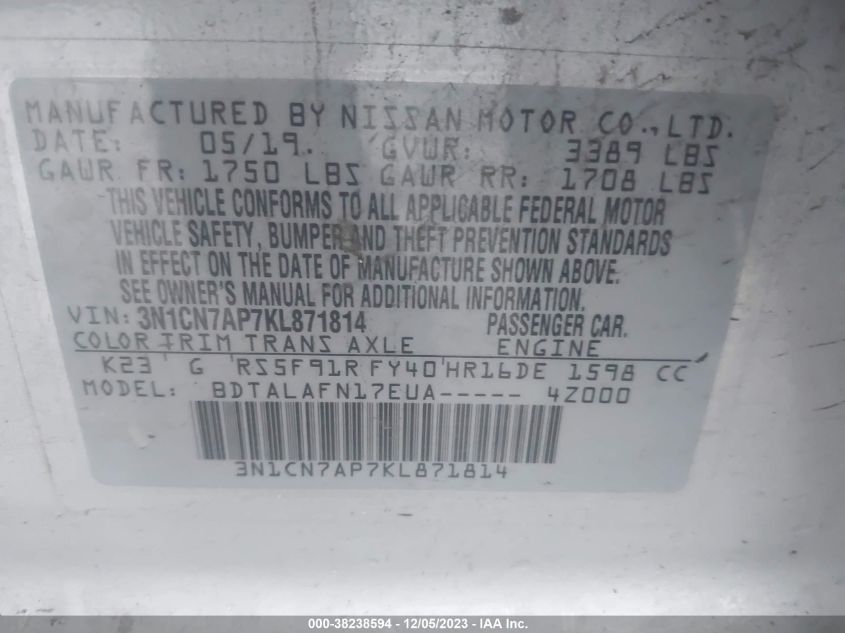 MANUFACTURED BY NISSAN MOTOR CO., LTD.
DATE: 05/19. GVWR: 3389 LBS
GAWR FR: 1750 LBS GAWR RR: 1708 LBS
THIS VEHICLE CONFORMS TO ALL APPLICABLE FEDERAL MOTOR
VEHICLE SAFETY, BUMPER AND THEFT PREVENTION STANDARDS
IN EFFECT ON THE DATE OF MANUFACTURE SHOWN ABOVE.
SEE OWNER'S MANUAL FOR ADDITIONAL INFORMATION.
VIN: 3N1CN7AP7KL871814 PASSENGER CAR.
COLOR TRIM TRANS AXLE ENGINE
K23 G RS5F91R FY40 HR16DE 1598 CC
MODEL: BDTALAFN17EUA----- 4Z000
3N1CN7AP7KL871814
000-38238594 - 12/05/2023 - IAA Inc.